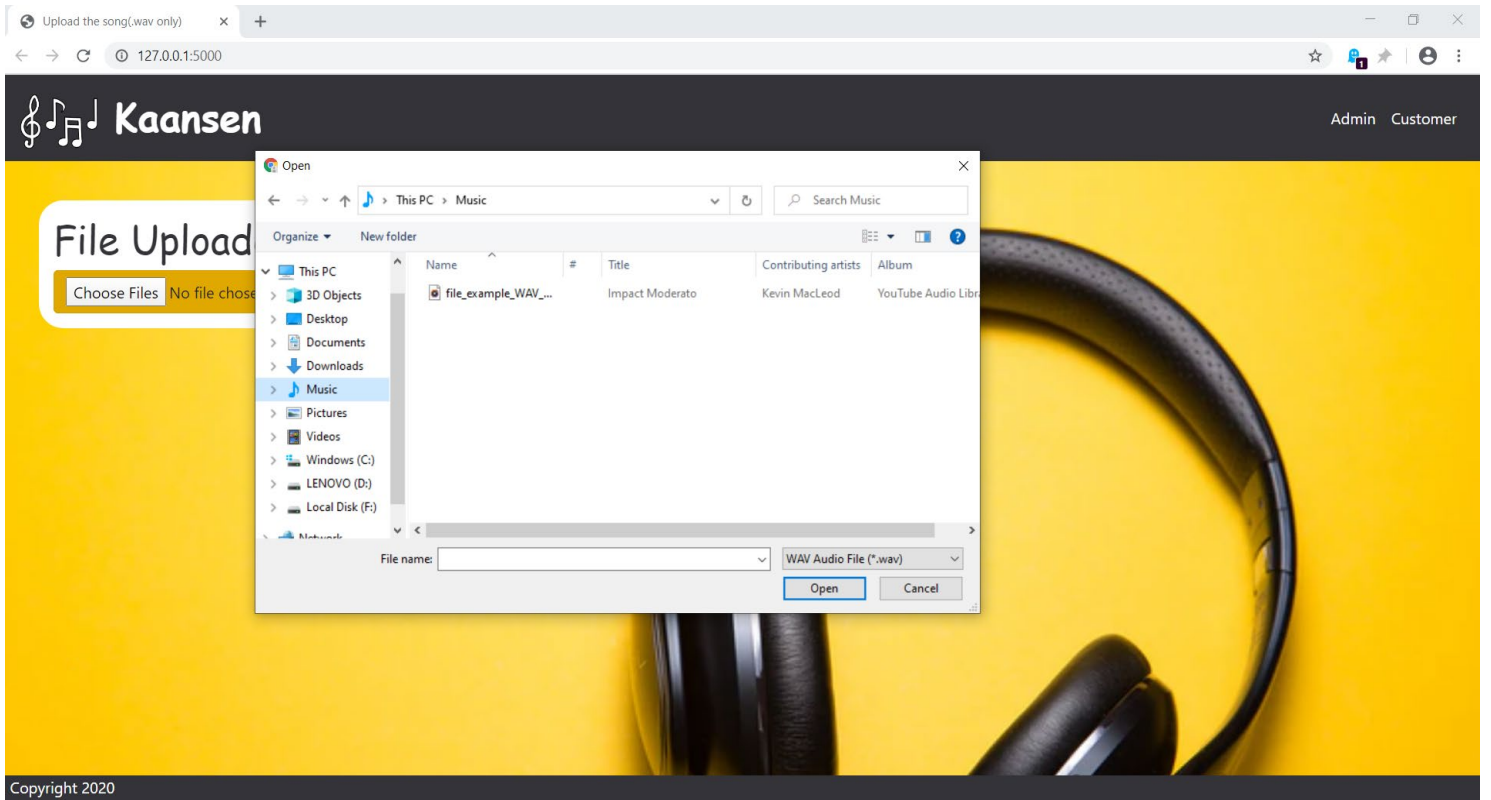 Upload the song(.wav only)
127.0.0.1:5000
1
Kaansen
Admin Customer
Open
This PC > Music
Search Music
File Upload
Organize New folder
Choose Files No file chose
Name # Title Contributing artists Album
file_example_WAV_... Impact Moderato Kevin MacLeod YouTube Audio Libr
This PC
3D Objects
Desktop
Documents
Downloads
Music
Pictures
Videos
Windows (C:)
LENOVO (D:)
Local Disk (F:)
Network
File name: WAV Audio File (*.wav)
Open Cancel
Copyright 2020